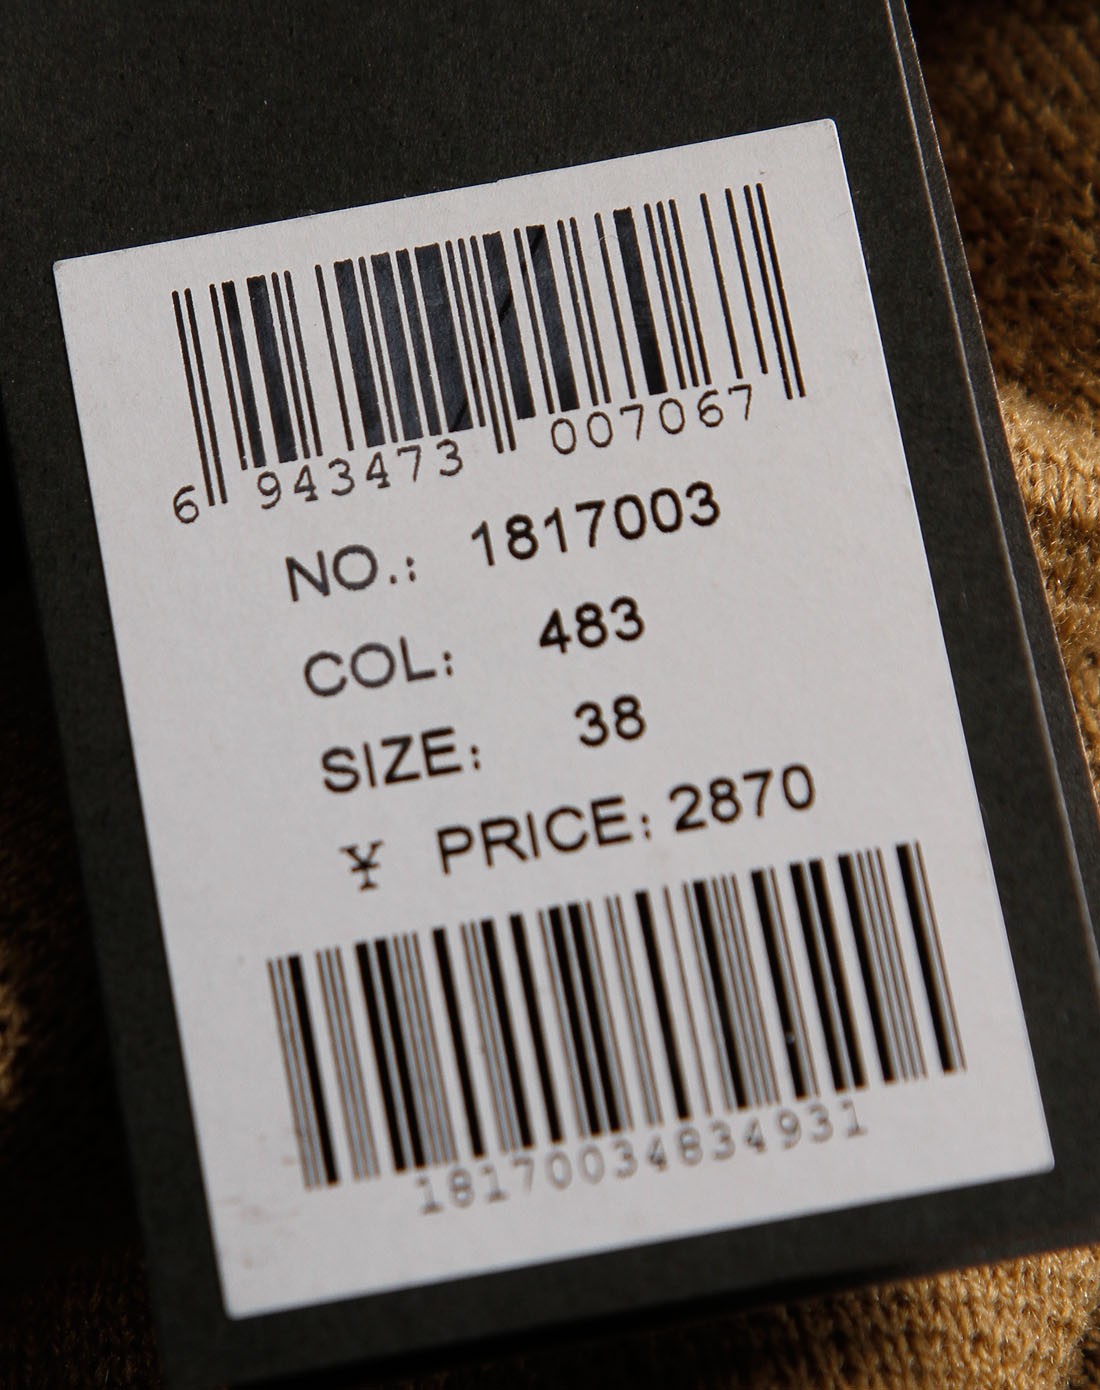 6 943473 007067
NO.: 1817003
COL: 483
SIZE: 38
¥ PRICE: 2870
18170034834931